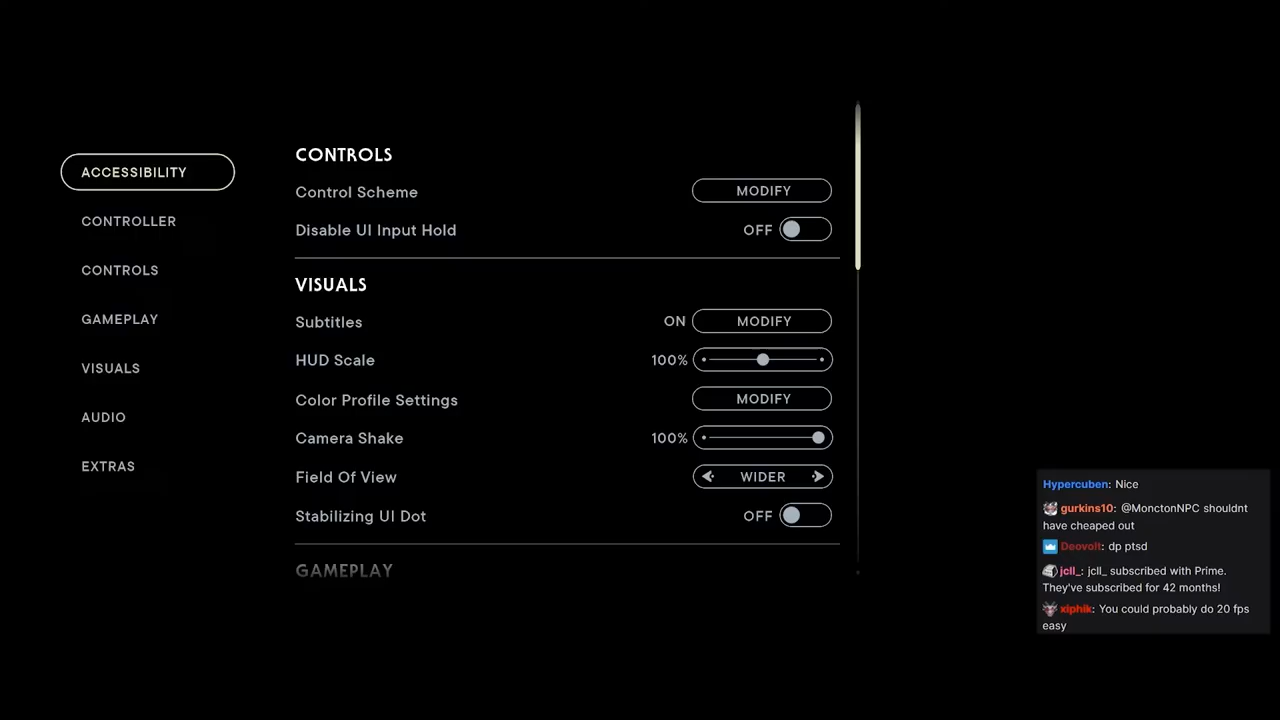 ACCESSIBILITY
CONTROLLER
CONTROLS
GAMEPLAY
VISUALS
AUDIO
EXTRAS
CONTROLS
Control Scheme MODIFY
Disable UI Input Hold OFF
VISUALS
Subtitles ON MODIFY
HUD Scale 100%
Color Profile Settings MODIFY
Camera Shake 100%
Field Of View WIDER
Stabilizing UI Dot OFF
GAMEPLAY
Hypercuben: Nice
gurkins10: @MonctonNPC shouldnt
have cheaped out
Deovolt: dp ptsd
jcll_: jcll_ subscribed with Prime.
They've subscribed for 42 months!
xiphik: You could probably do 20 fps
easy